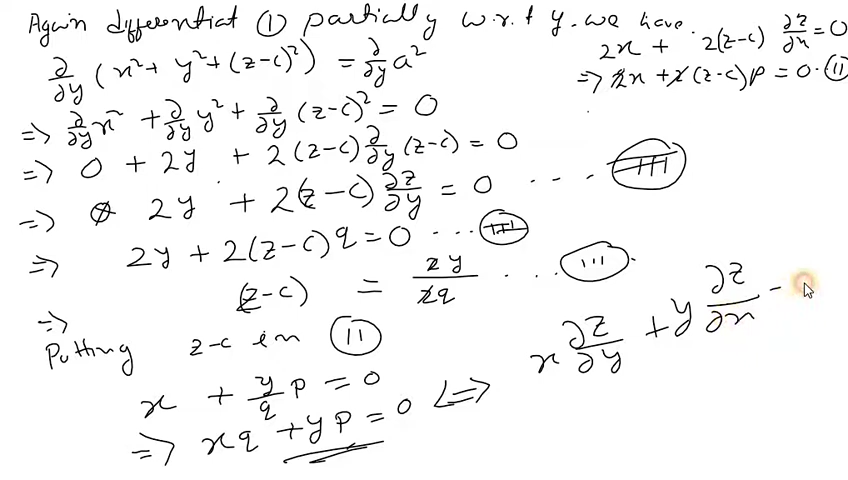 Again differential ① partially w.r.t y. we have.
∂/∂y (x² + y² + (z-c)²) = ∂/∂y a²
⇒ ∂/∂y x² + ∂/∂y y² + ∂/∂y (z-c)² = 0
⇒ 0 + 2y + 2(z-c) ∂/∂y (z-c) = 0
⇒ 2y + 2(z-c) ∂z/∂y = 0 ---
⇒ 2y + 2(z-c) q = 0 ...
⇒ (z-c) = 2y/2q ... (III).
Putting z-c in (II)
x + y/q p = 0
⇒ xq + yp = 0 <=> x ∂z/∂y + y ∂z/∂x -
2x + 2(z-c) ∂z/∂x = 0
⇒ 2x + 2(z-c) p = 0. (II)